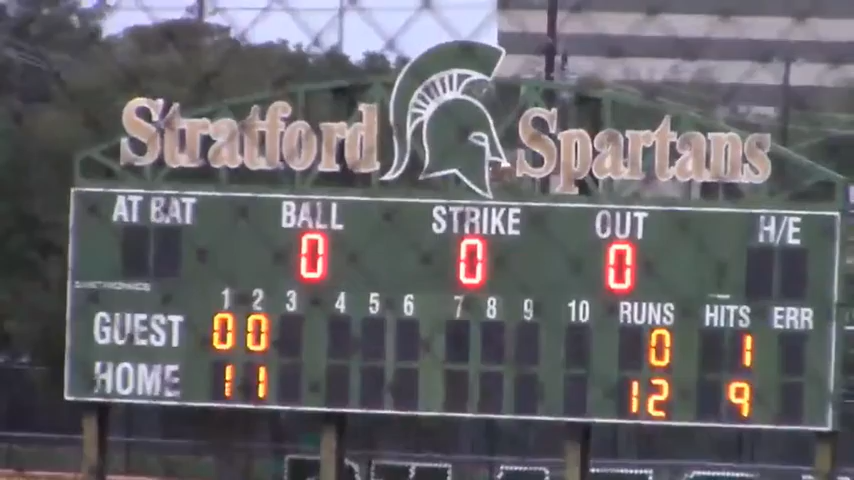 Stratford Spartans
AT BAT BALL STRIKE OUT H/E
0 0 0
1 2 3 4 5 6 7 8 9 10 RUNS HITS ERR
GUEST 0 0 0 1
HOME 11 1 12 9